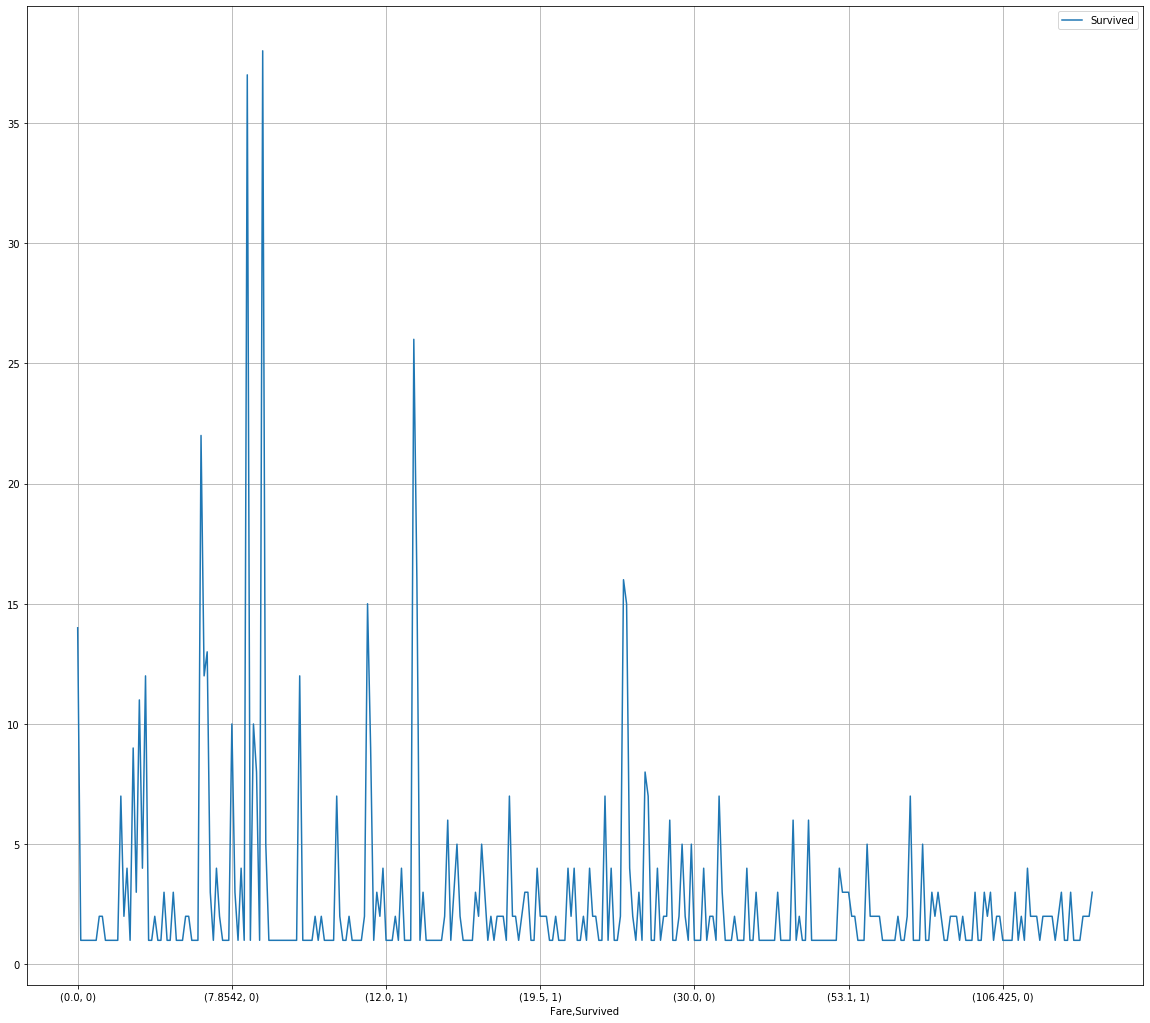 Survived
35
30
25
20
15
10
5
0
(0.0, 0) (7.8542, 0) (12.0, 1) (19.5, 1) (30.0, 0) (53.1, 1) (106.425, 0)
Fare,Survived